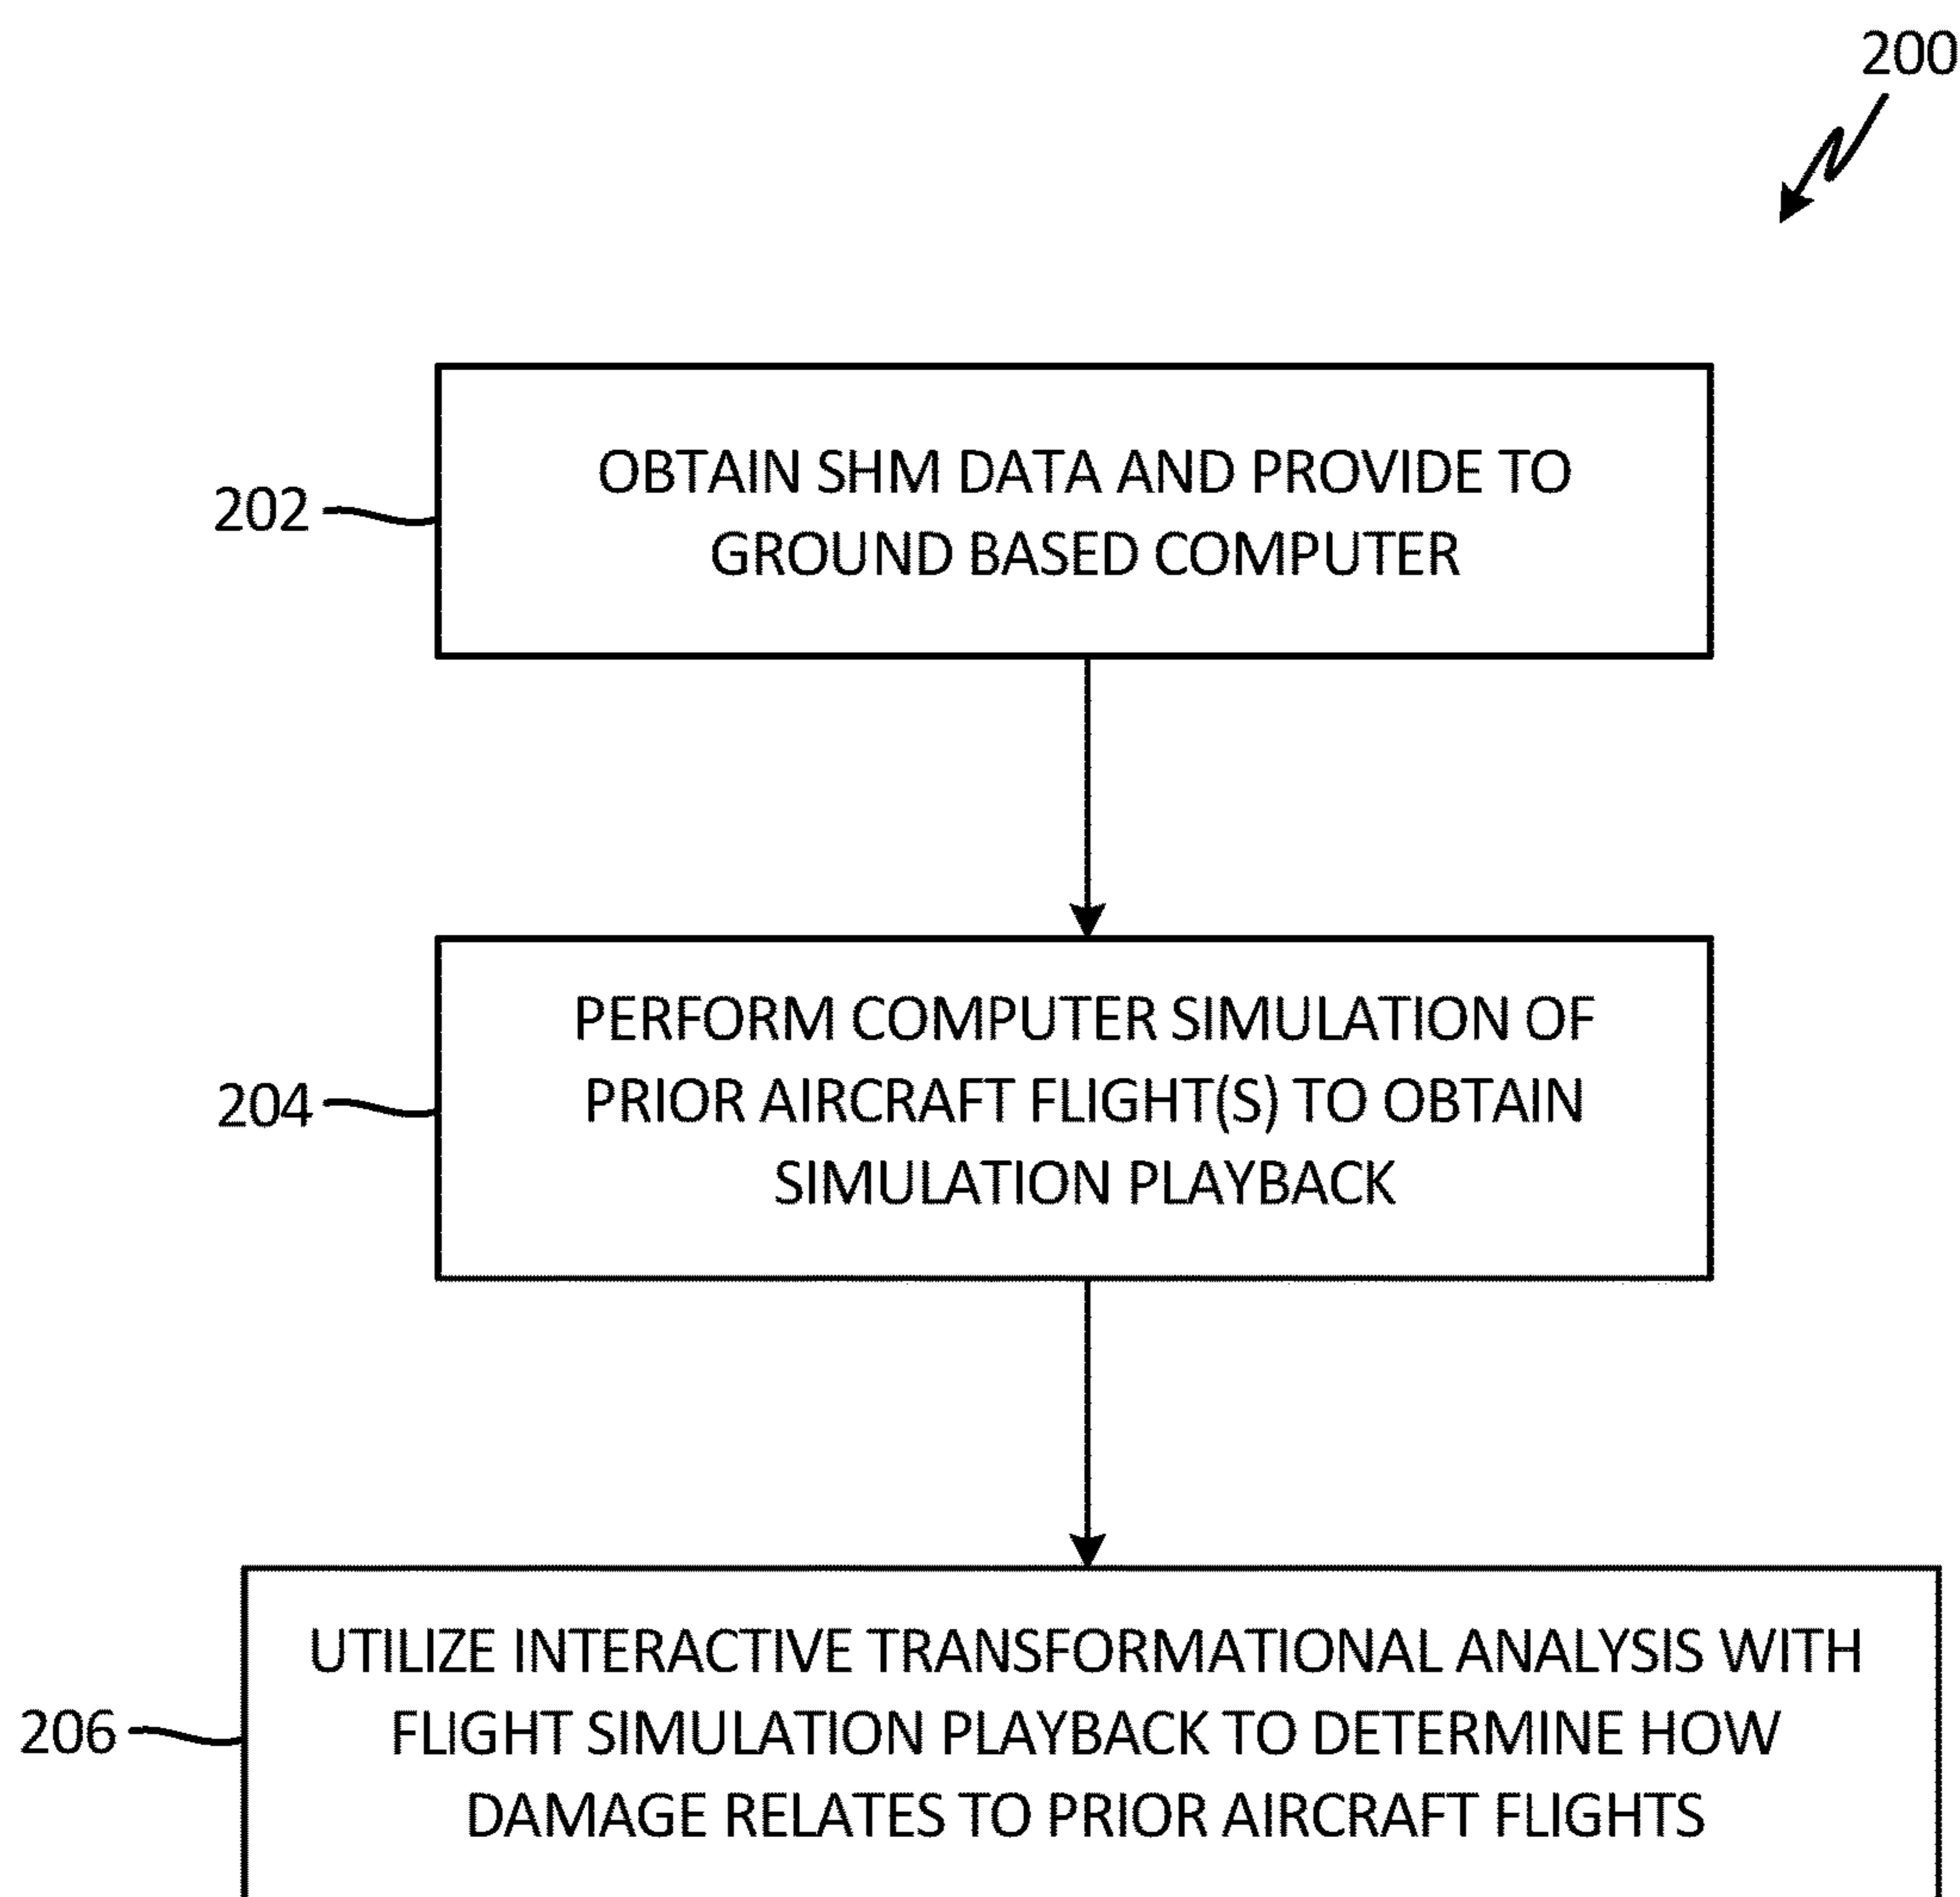 200
202
OBTAIN SHM DATA AND PROVIDE TO
GROUND BASED COMPUTER
204
PERFORM COMPUTER SIMULATION OF
PRIOR AIRCRAFT FLIGHT(S) TO OBTAIN
SIMULATION PLAYBACK
206
UTILIZE INTERACTIVE TRANSFORMATIONAL ANALYSIS WITH
FLIGHT SIMULATION PLAYBACK TO DETERMINE HOW
DAMAGE RELATES TO PRIOR AIRCRAFT FLIGHTS